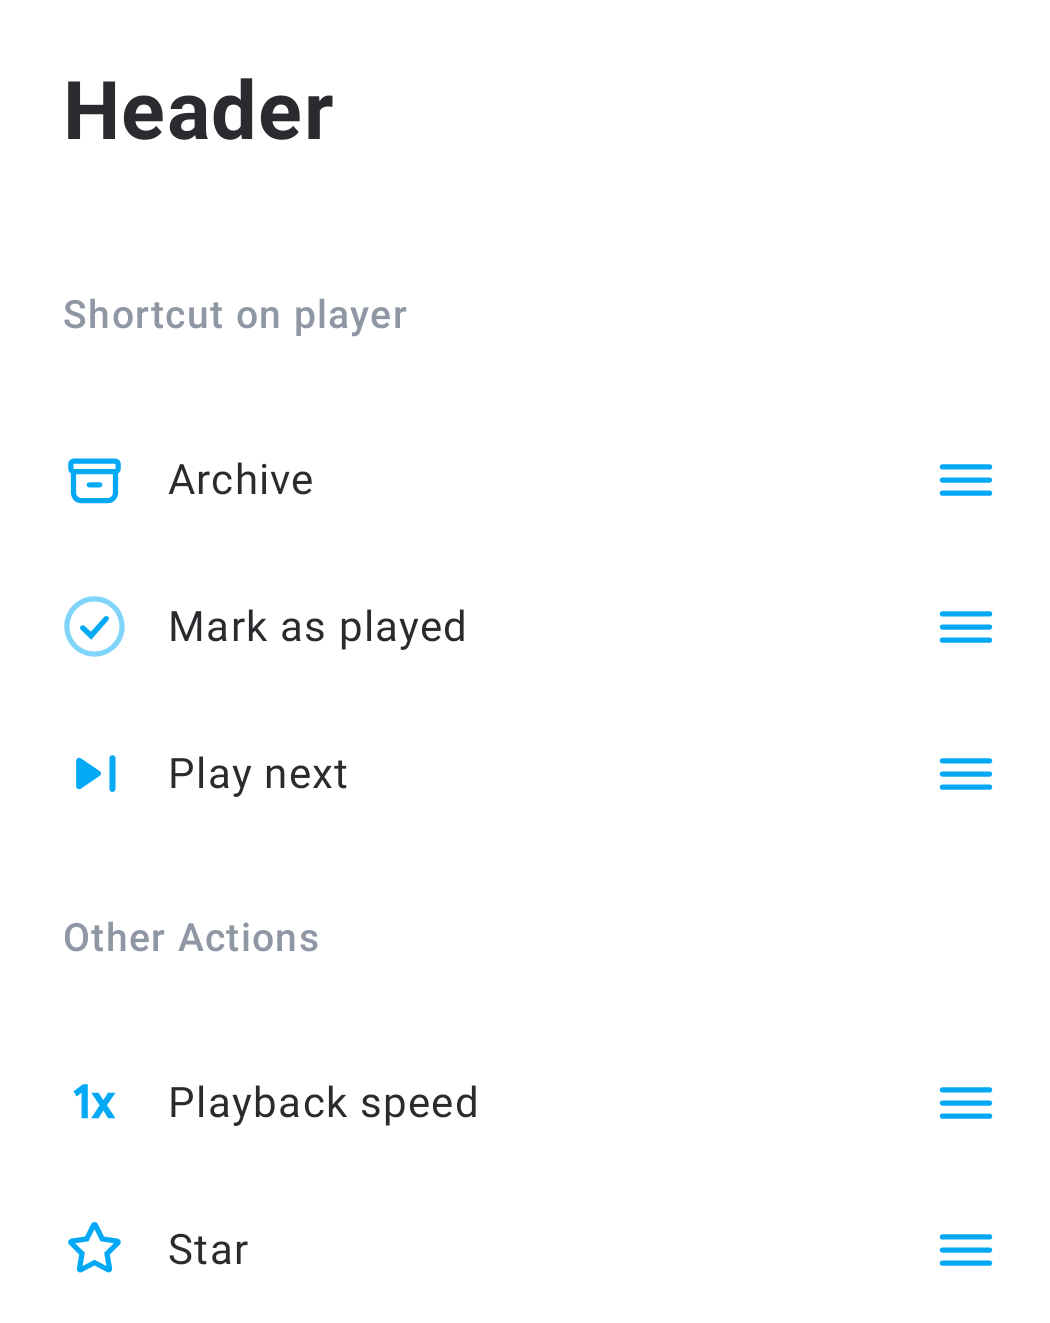 Header
Shortcut on player
Archive
Mark as played
Play next
Other Actions
1x Playback speed
Star